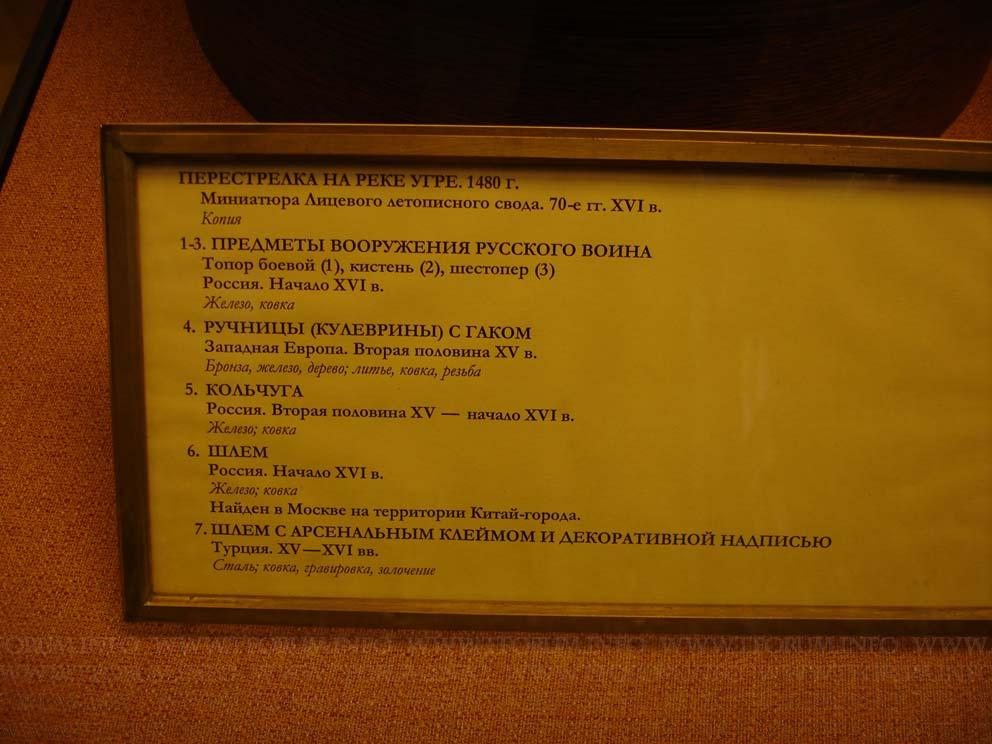 ПЕРЕСТРЕЛКА НА РЕКЕ УГРЕ. 1480 г.
Миниатюра Лицевого летописного свода. 70-е гг. XVI в.
Копия
1-3. ПРЕДМЕТЫ ВООРУЖЕНИЯ РУССКОГО ВОИНА
Топор боевой (1), кистень (2), шестопер (3)
Россия. Начало XVI в.
Железо, ковка
4. РУЧНИЦЫ (КУЛЕВРИНЫ) С ГАКОМ
Западная Европа. Вторая половина XV в.
Бронза, железо, дерево; литье, ковка, резьба
5. КОЛЬЧУГА
Россия. Вторая половина XV — начало XVI в.
Железо; ковка
6. ШЛЕМ
Россия. Начало XVI в.
Железо; ковка
Найден в Москве на территории Китай-города.
7. ШЛЕМ С АРСЕНАЛЬНЫМ КЛЕЙМОМ И ДЕКОРАТИВНОЙ НАДПИСЬЮ
Турция. XV—XVI вв.
Сталь; ковка, гравировка, золочение